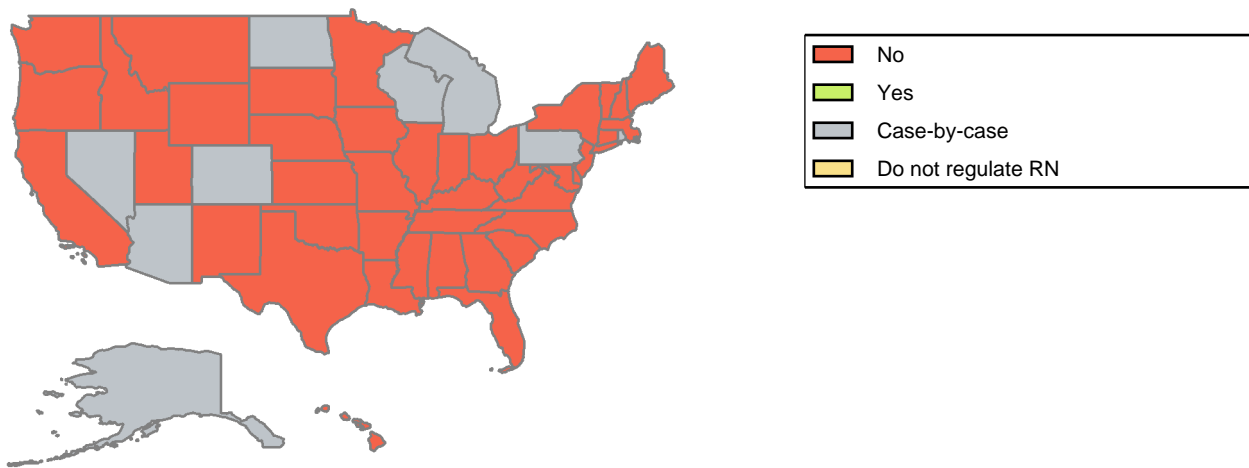 No
Yes
Case-by-case
Do not regulate RN